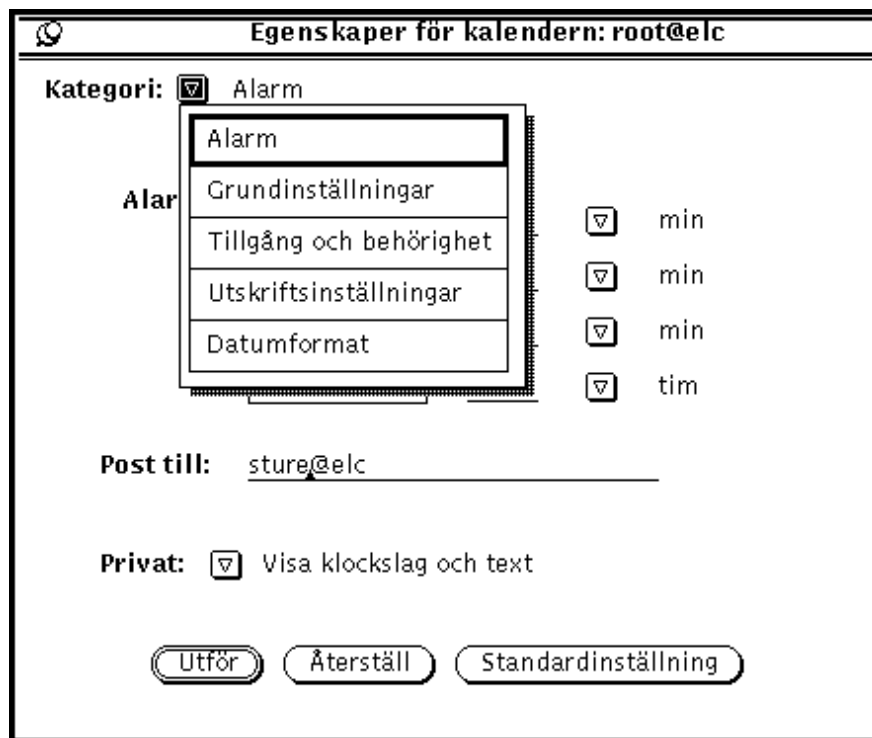 Egenskaper för kalendern: root@elc
Kategori: Alarm
Alarm
Grundinställningar
Alar
Tillgång och behörighet
min
Utskriftsinställningar
min
Datumformat
min
tim
Post till: sture@elc
Privat: Visa klockslag och text
Utför Återställ Standardinställning